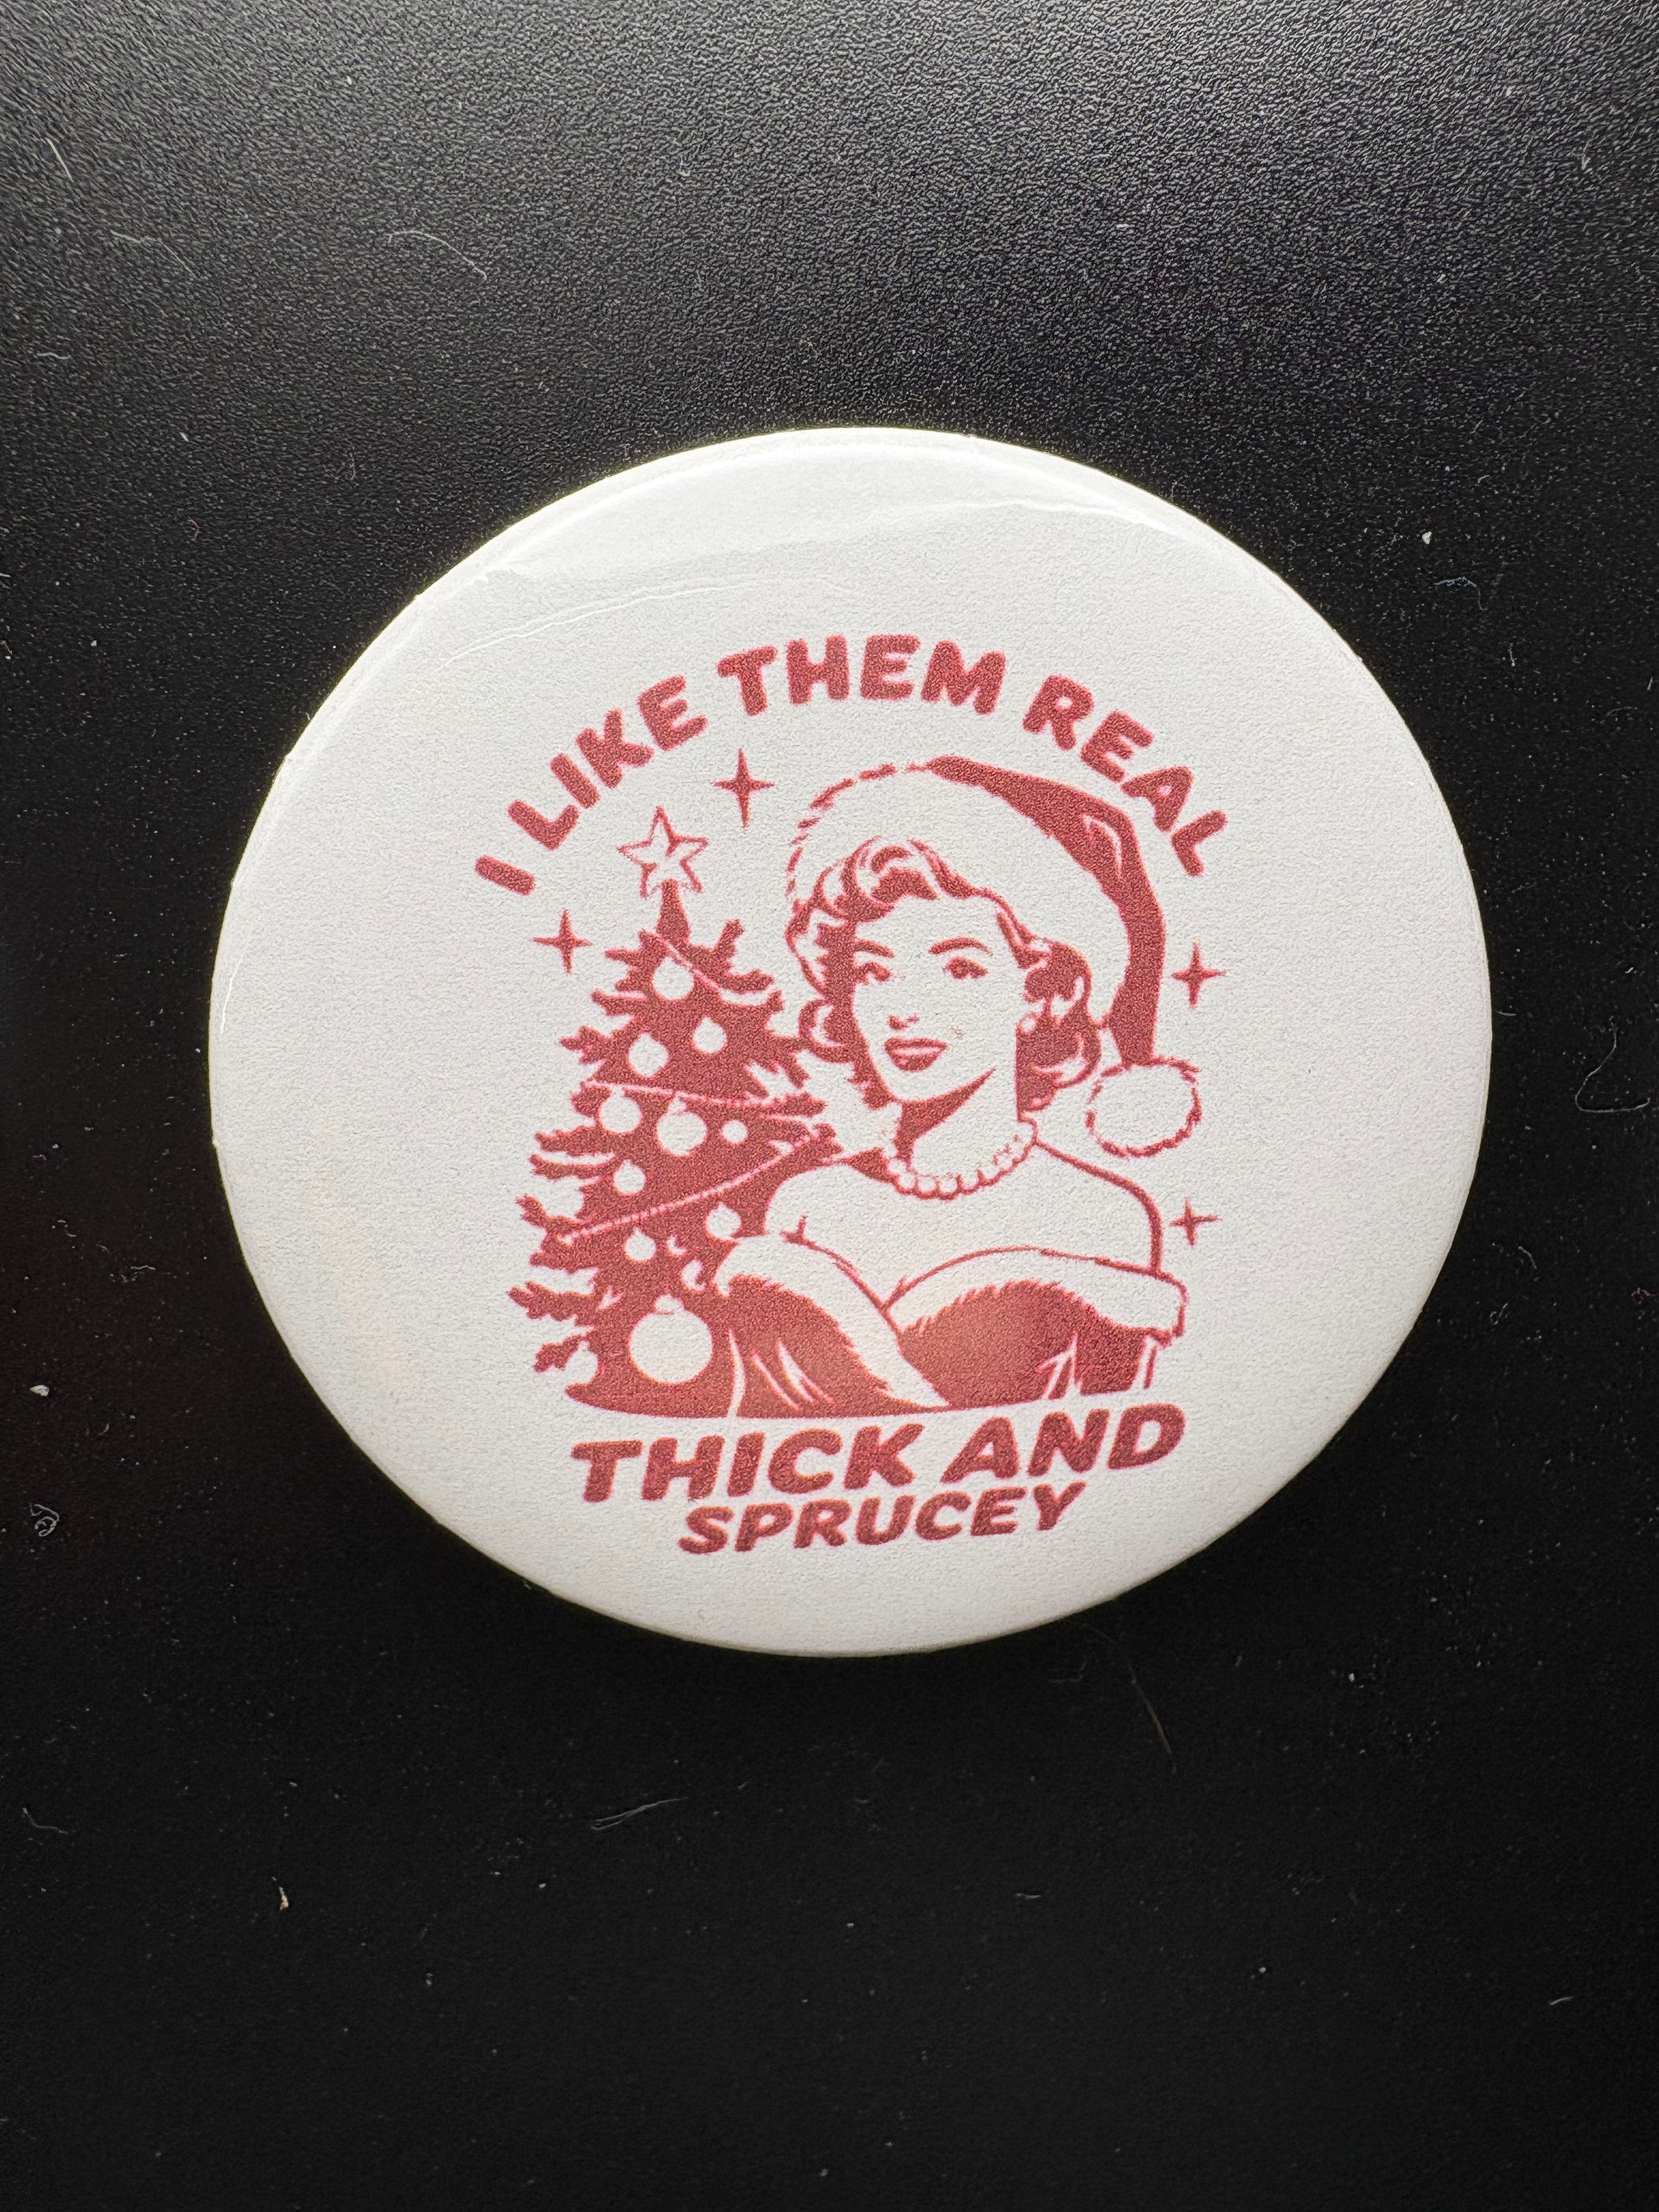 I LIKE THEM REAL
THICK AND
SPRUCEY